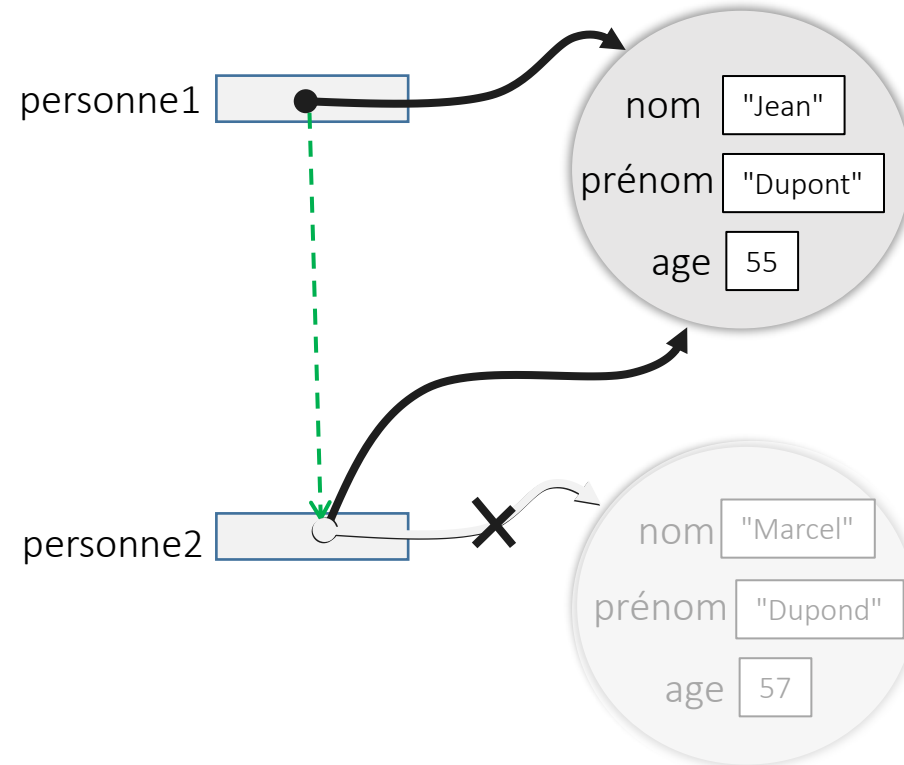 personne1
nom "Jean"
prénom "Dupont"
age 55
personne2
nom "Marcel"
prénom "Dupond"
age 57